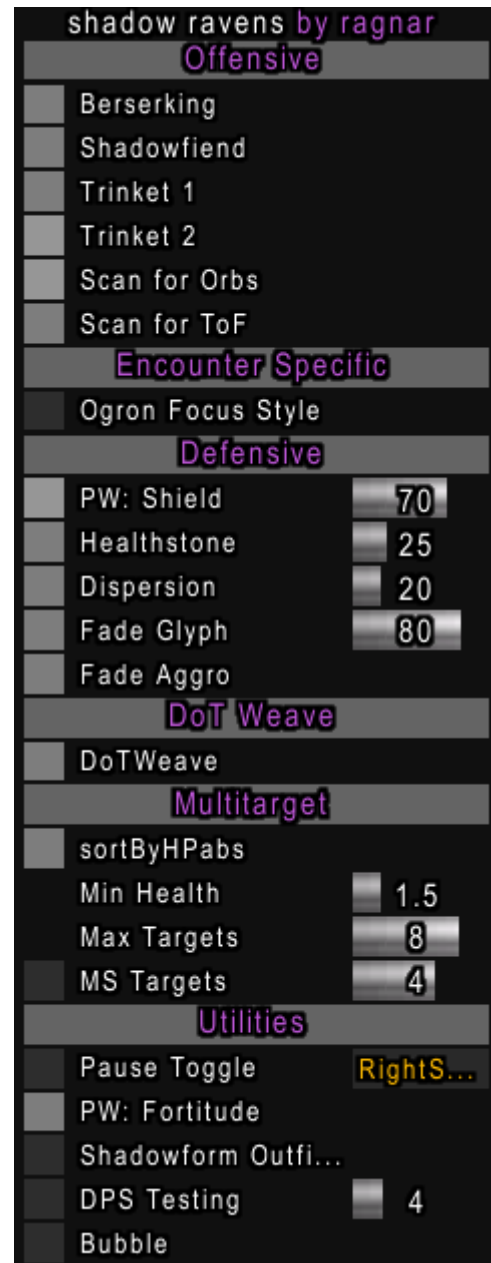 shadow ravens by ragnar
Offensive
Berserking
Shadowfiend
Trinket 1
Trinket 2
Scan for Orbs
Scan for ToF
Encounter Specific
Ogron Focus Style
Defensive
PW: Shield 70
Healthstone 25
Dispersion 20
Fade Glyph 80
Fade Aggro
DoT Weave
DoTWeave
Multitarget
sortByHPabs
Min Health 1.5
Max Targets 8
MS Targets 4
Utilities
Pause Toggle RightS...
PW: Fortitude
Shadowform Outfi...
DPS Testing 4
Bubble